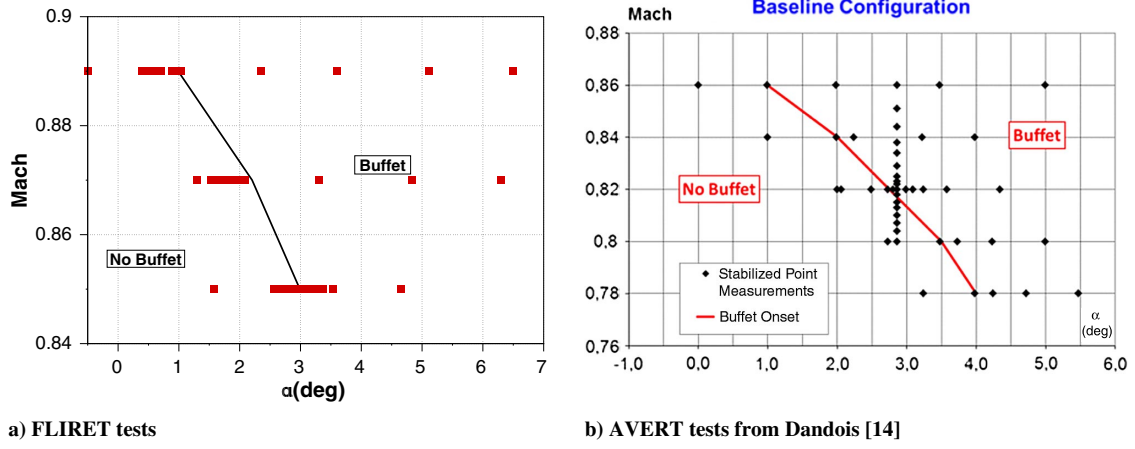 0.9
0.88
0.86
0.84
Mach
Buffet
No Buffet
0 1 2 3 4 5 6 7
α(deg)
a) FLIRET tests
Baseline Configuration
Mach
0,88
0,86
0,84
0,82
0,8
0,78
0,76
Buffet
No Buffet
Stabilized Point
Measurements
Buffet Onset
α
(deg)
-1,0 0,0 1,0 2,0 3,0 4,0 5,0 6,0
b) AVERT tests from Dandois [14]